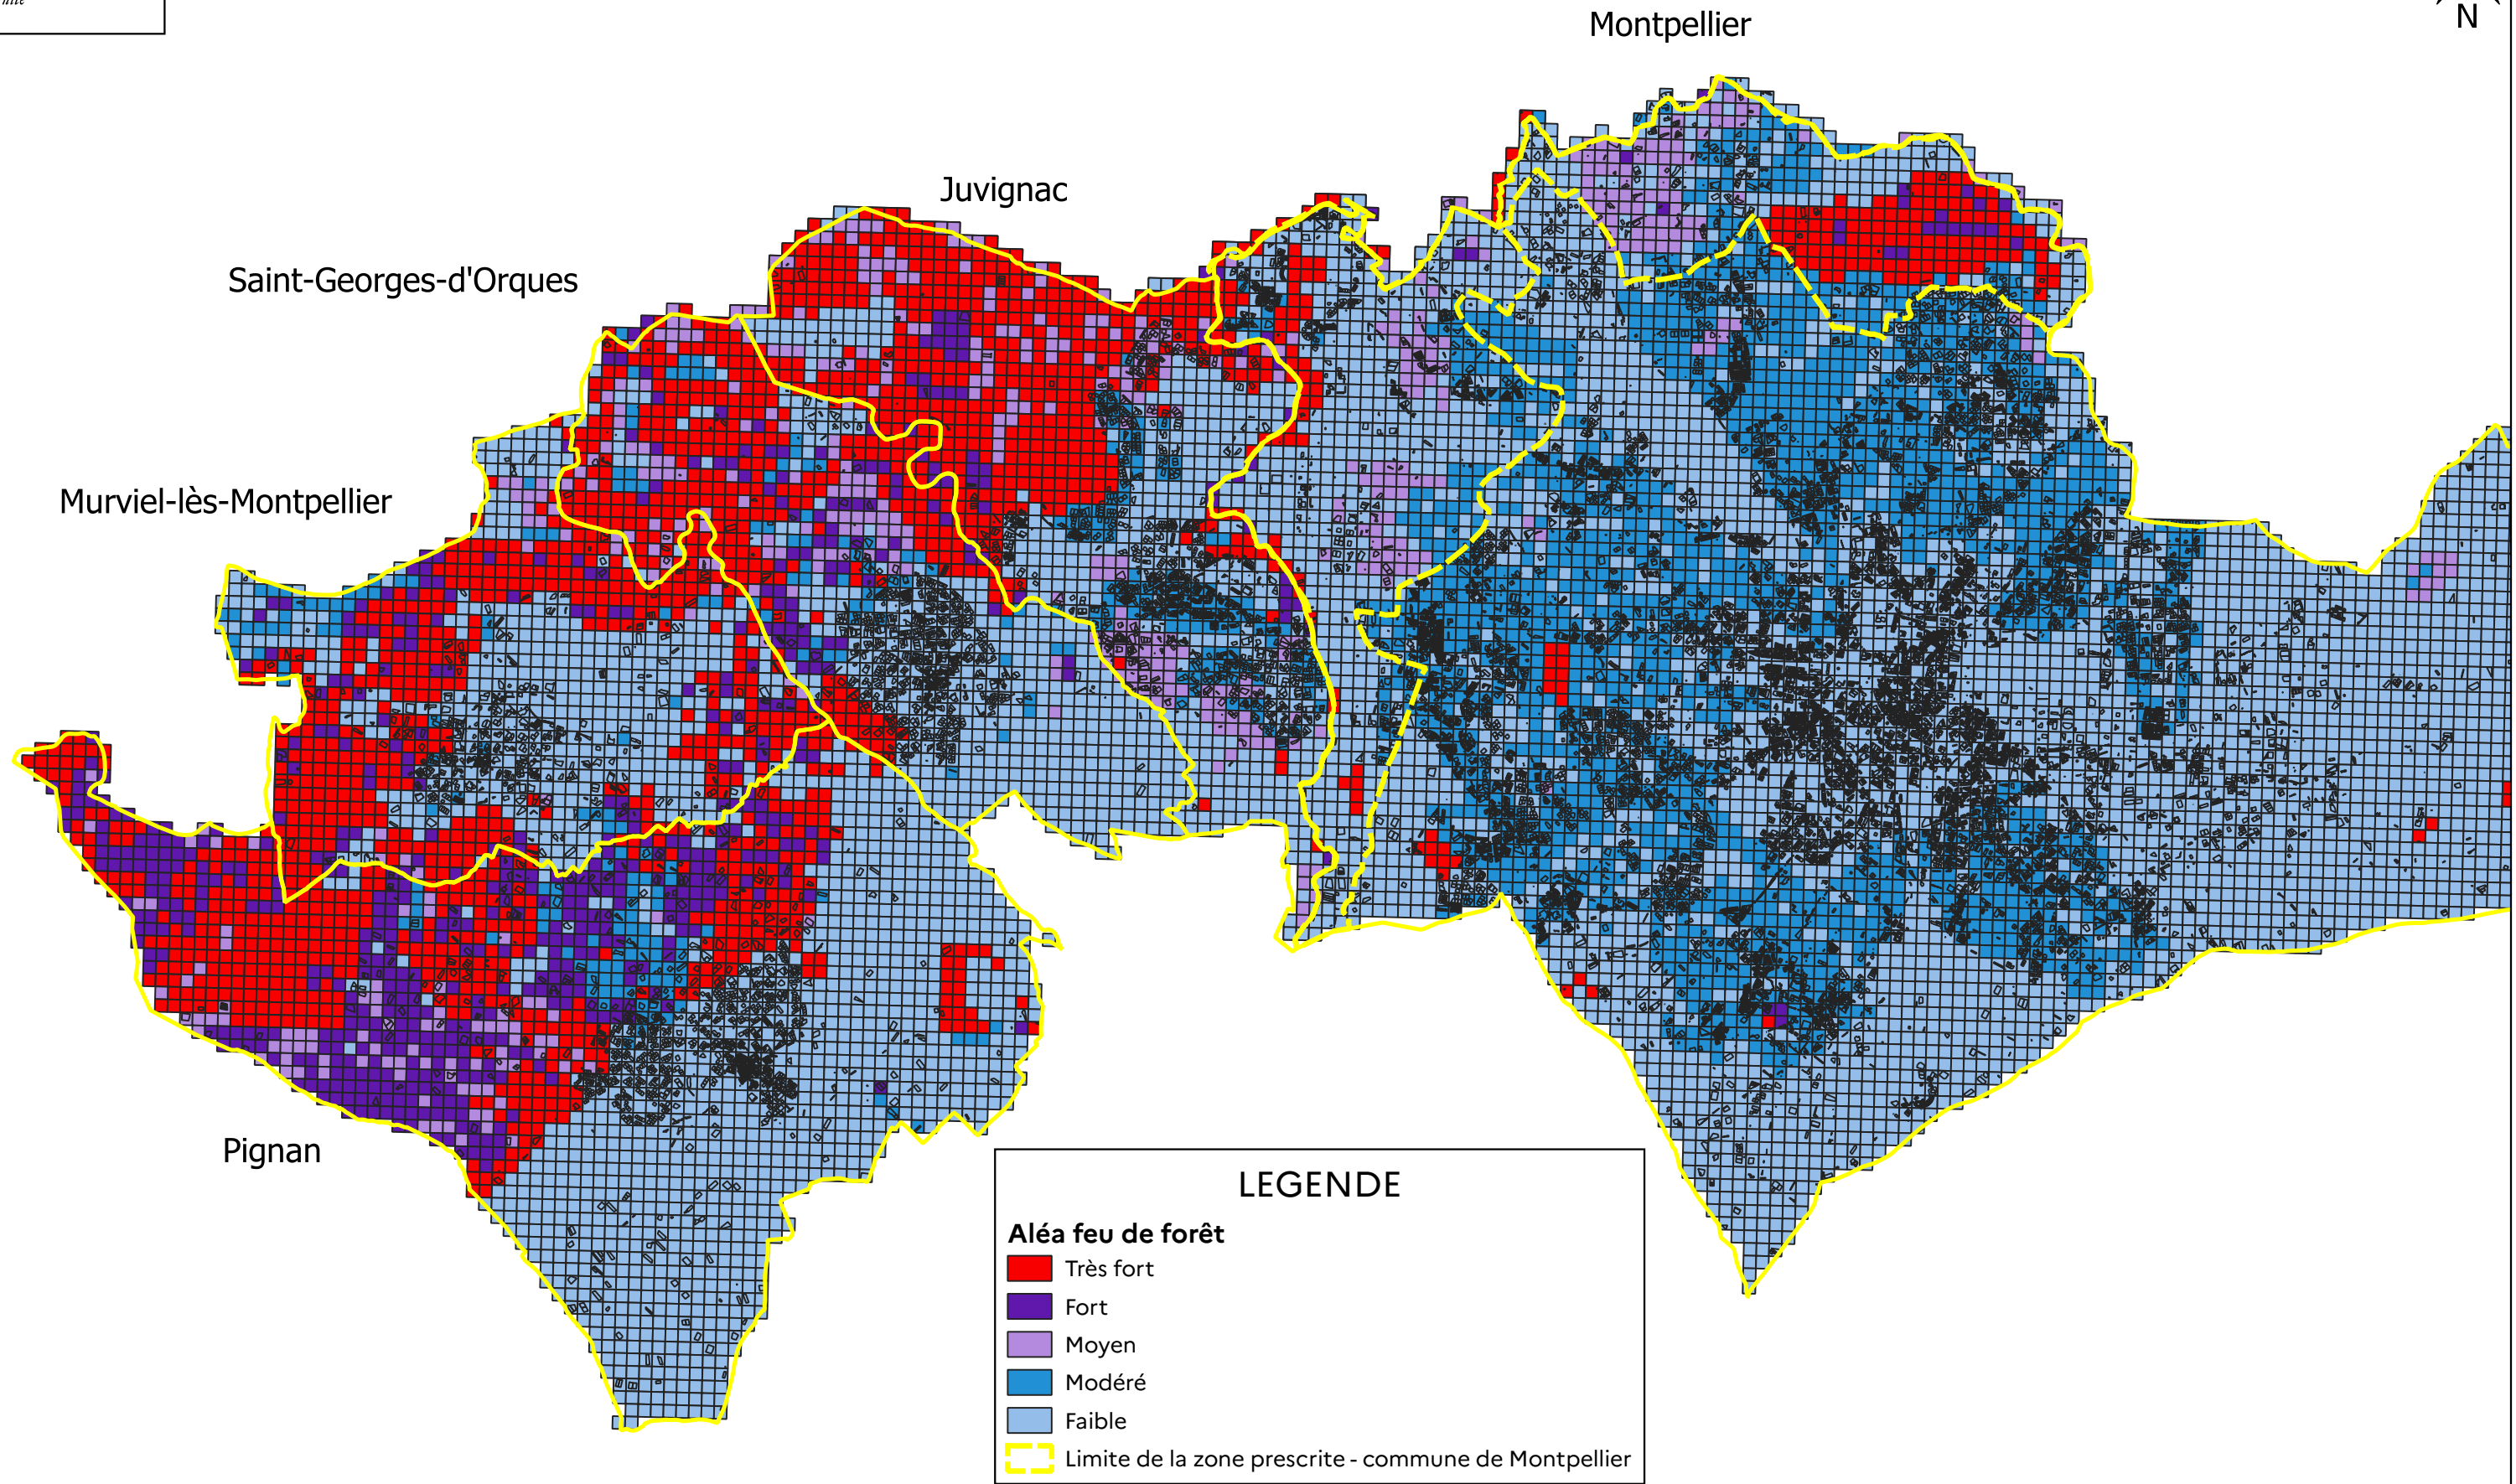 Montpellier
N
Juvignac
Saint-Georges-d'Orques
Murviel-lès-Montpellier
Pignan
LEGENDE
Aléa feu de forêt
Très fort
Fort
Moyen
Modéré
Faible
Limite de la zone prescrite - commune de Montpellier